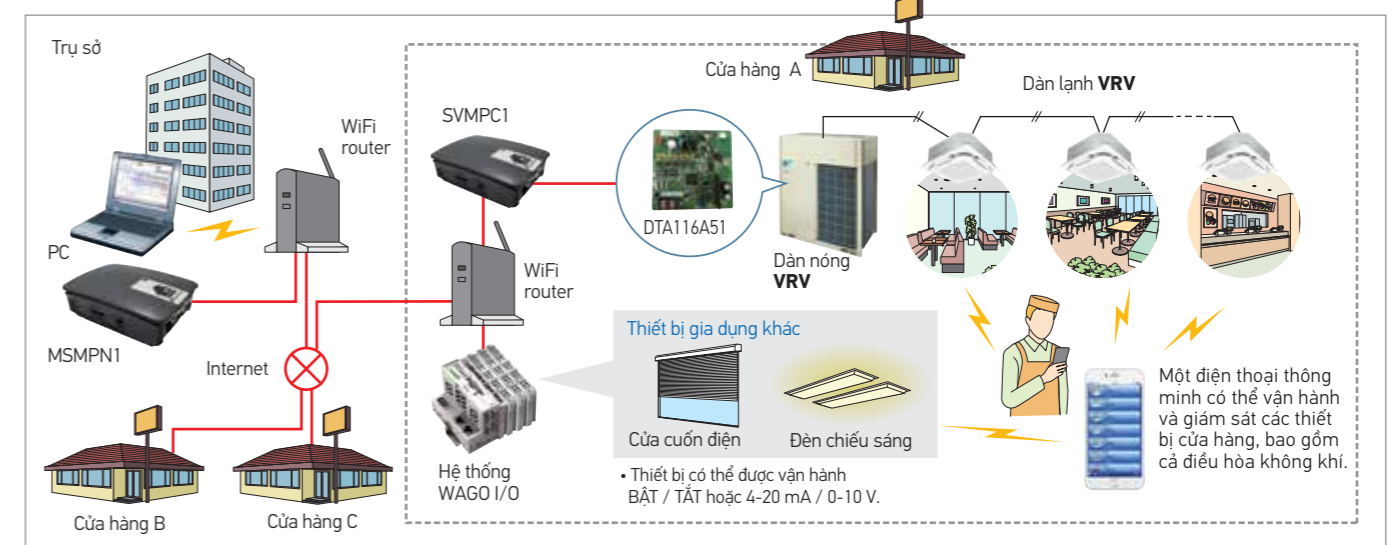 Trụ sở
PC
MSMPN1
WiFi
router
Internet
Cửa hàng B
Cửa hàng C
Cửa hàng A
SVMPC1
WiFi
router
DTA116A51
Dàn nóng
VRV
Dàn lạnh VRV
Hệ thống
WAGO I/O
Thiết bị gia dụng khác
Cửa cuốn điện
Đèn chiếu sáng
• Thiết bị có thể được vận hành
BẬT / TẮT hoặc 4-20 mA / 0-10 V.
Một điện thoại thông
minh có thể vận hành
và giám sát các thiết
bị cửa hàng, bao gồm
cả điều hòa không khí.